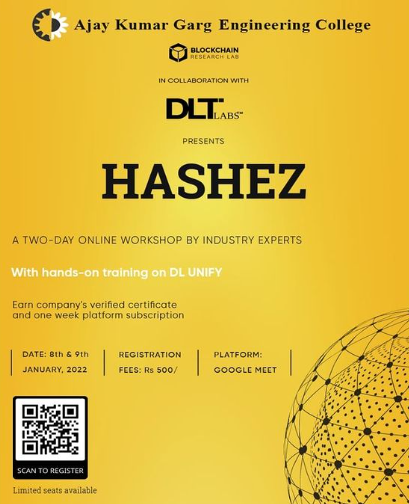 Ajay Kumar Garg Engineering College
BLOCKCHAIN
RESEARCH LAB
IN COLLABORATION WITH
DLT LABS™
PRESENTS
HASHEZ
A TWO-DAY ONLINE WORKSHOP BY INDUSTRY EXPERTS
With hands-on training on DL UNIFY
Earn company's verified certificate
and one week platform subscription
DATE: 8th & 9th
JANUARY, 2022
REGISTRATION
FEES: Rs 500/
PLATFORM:
GOOGLE MEET
SCAN TO REGISTER
Limited seats available